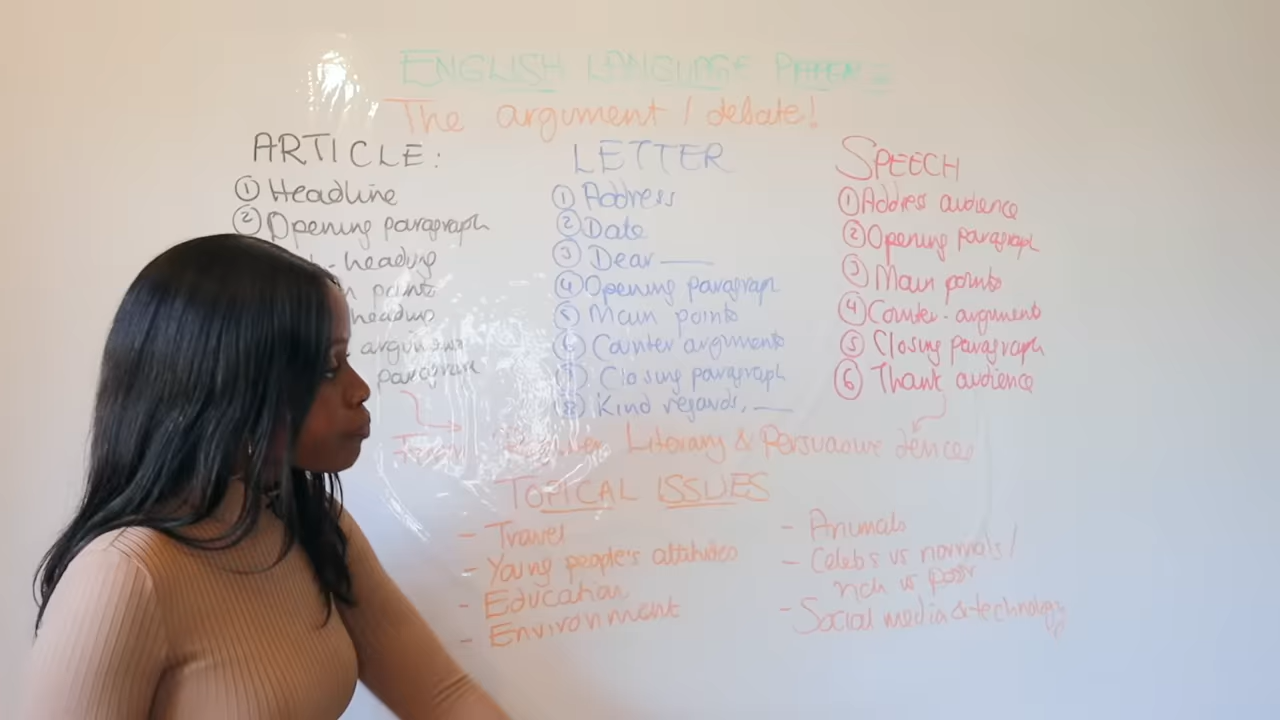 ENGLISH LANGUAGE PAPER 2
The argument / debate!
ARTICLE:
① Headline
② Opening paragraph
- heading
points
heading
paragraph
LETTER
① Address
② Date
③ Dear ___
④ Opening paragraph
⑤ Main points
⑥ Counter arguments
⑦ Closing paragraph
⑧ Kind regards, ___
SPEECH
① Address audience
② Opening paragraph
③ Main points
④ Counter-arguments
⑤ Closing paragraph
⑥ Thank audience
Literary & Persuasive devices
TOPICAL ISSUES
- Travel
- Young people's attitudes
- Education
- Environment
- Animals
- Celebs vs normals /
rich vs poor
- Social media & technology